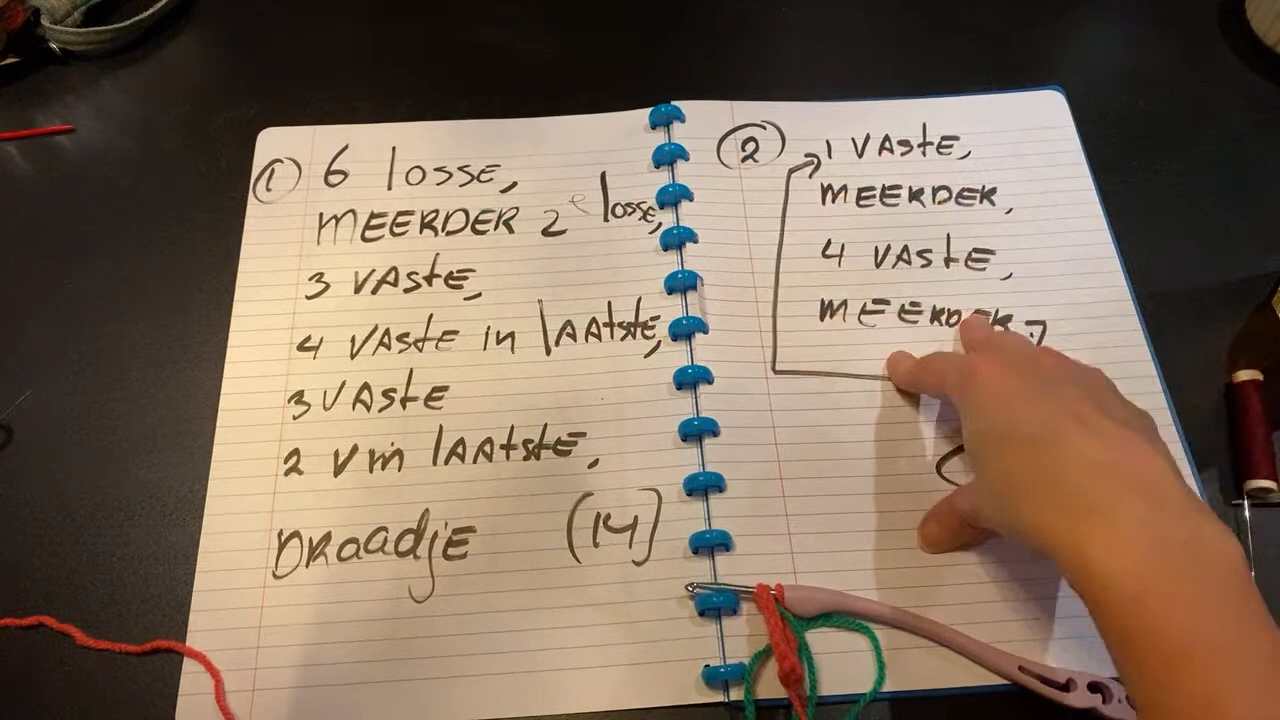 ① 6 losse,
MEERDER 2e losse,
3 VASTE,
4 VASTE in lAAtste,
3 VASTE
2 V in lAAtste,
DRaadjE (14)
② 1 VASTE,
MEERDER,
4 VASTE,
MEERDER,